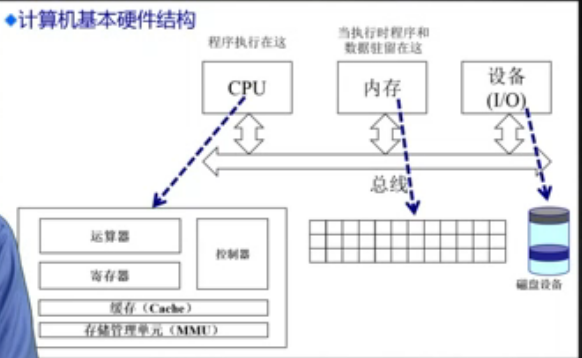 计算机基本硬件结构
程序执行在这
当执行时程序和
数据驻留在这
CPU
内存
设备
(I/O)
总线
运算器
控制器
寄存器
缓存（Cache）
存储管理单元（MMU）
磁盘设备